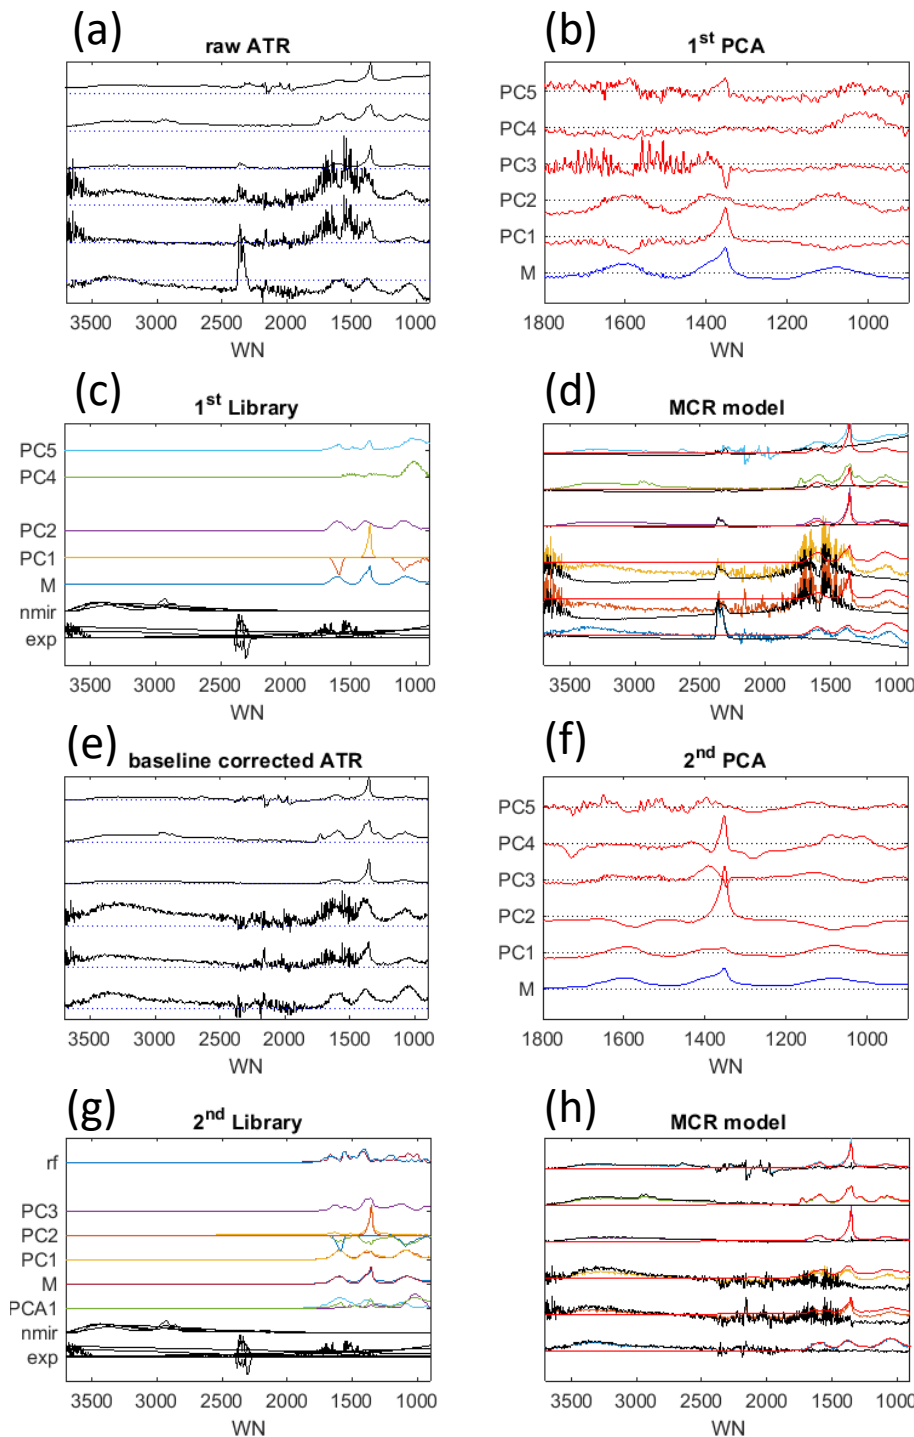 (a)
raw ATR
3500 3000 2500 2000 1500 1000
WN
(b)
1st PCA
PC5
PC4
PC3
PC2
PC1
M
1800 1600 1400 1200 1000
WN
(c)
1st Library
PC5
PC4
PC2
PC1
M
nmir
exp
3500 3000 2500 2000 1500 1000
WN
(d)
MCR model
3500 3000 2500 2000 1500 1000
WN
(e)
baseline corrected ATR
3500 3000 2500 2000 1500 1000
WN
(f)
2nd PCA
PC5
PC4
PC3
PC2
PC1
M
1800 1600 1400 1200 1000
WN
(g)
2nd Library
rf
PC3
PC2
PC1
M
PCA1
nmir
exp
3500 3000 2500 2000 1500 1000
WN
(h)
MCR model
3500 3000 2500 2000 1500 1000
WN